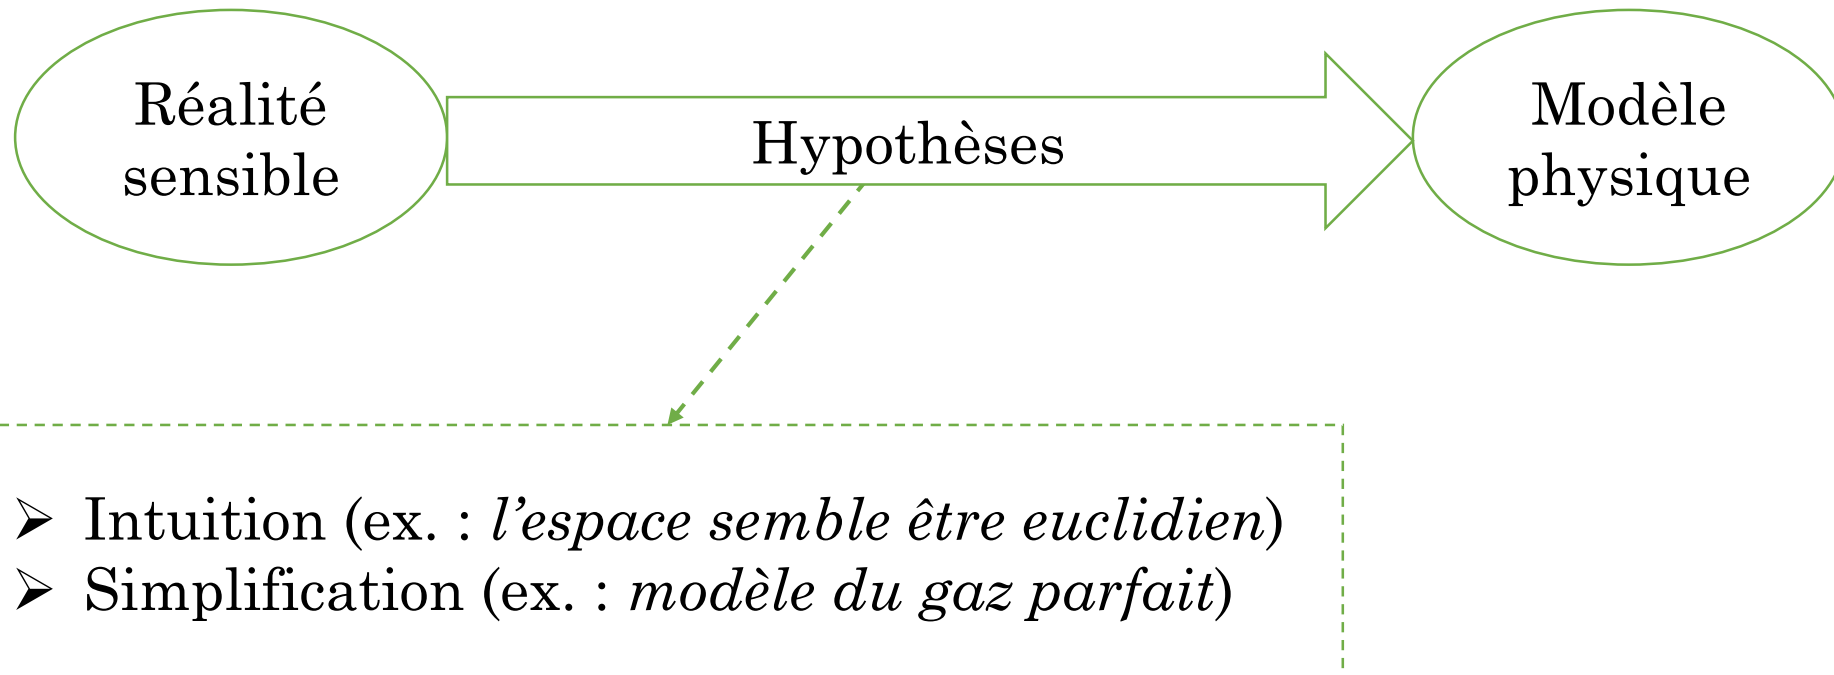 Réalité
sensible
Hypothèses
Modèle
physique
➢ Intuition (ex. : l’espace semble être euclidien)
➢ Simplification (ex. : modèle du gaz parfait)